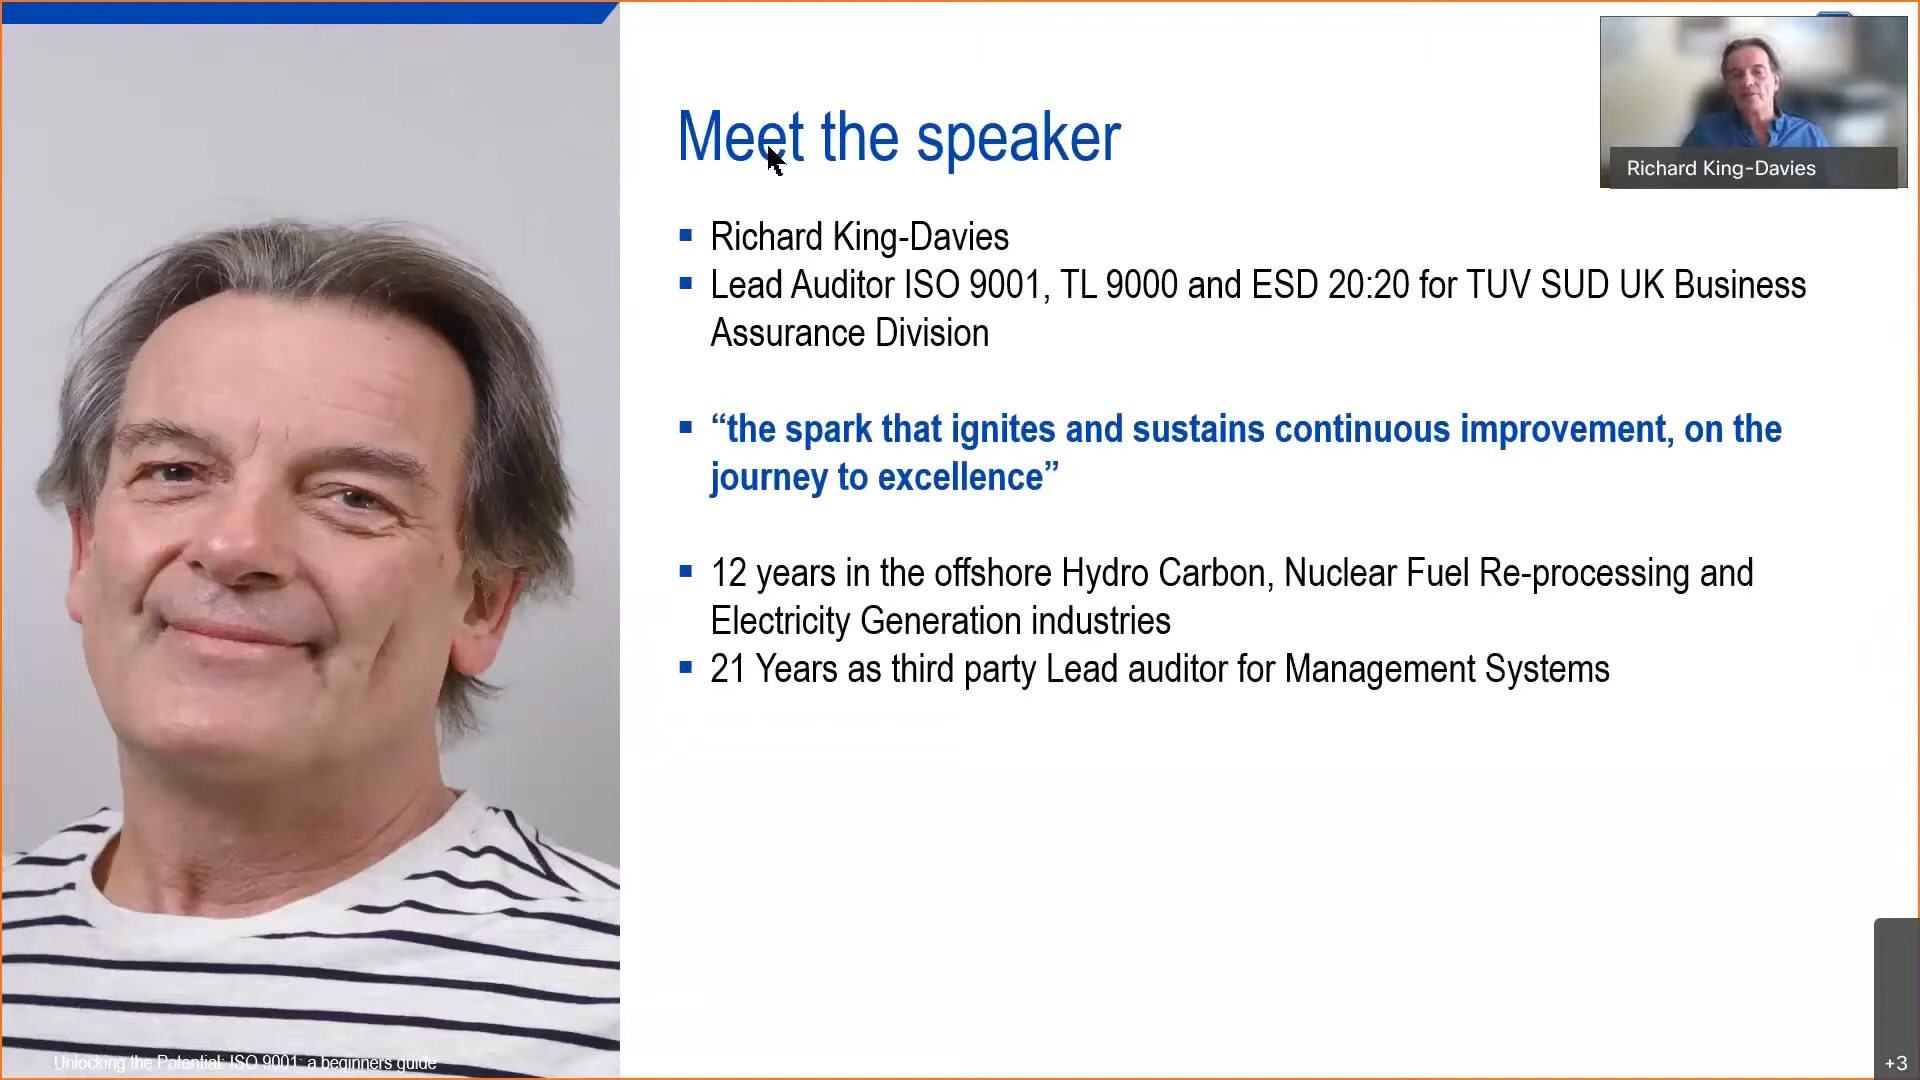 Meet the speaker
Richard King-Davies
Richard King-Davies
Lead Auditor ISO 9001, TL 9000 and ESD 20:20 for TUV SUD UK Business
Assurance Division
“the spark that ignites and sustains continuous improvement, on the
journey to excellence”
12 years in the offshore Hydro Carbon, Nuclear Fuel Re-processing and
Electricity Generation industries
21 Years as third party Lead auditor for Management Systems
Unlocking the Potential: ISO 9001: a beginners guide
+3